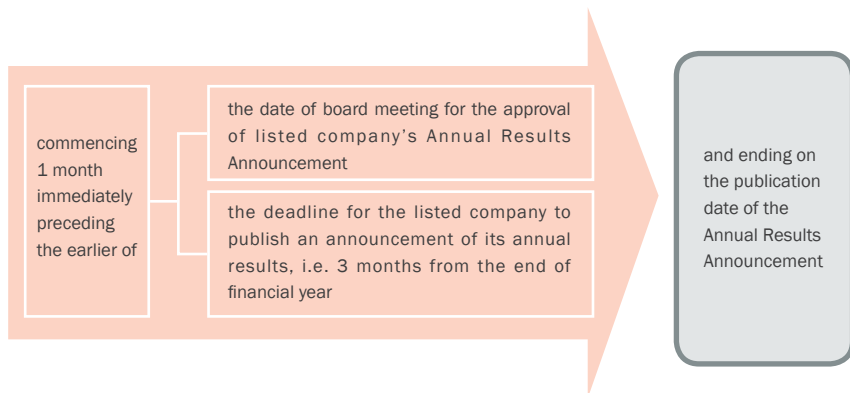 commencing
1 month
immediately
preceding
the earlier of
the date of board meeting for the approval
of listed company's Annual Results
Announcement
the deadline for the listed company to
publish an announcement of its annual
results, i.e. 3 months from the end of
financial year
and ending on
the publication
date of the
Annual Results
Announcement